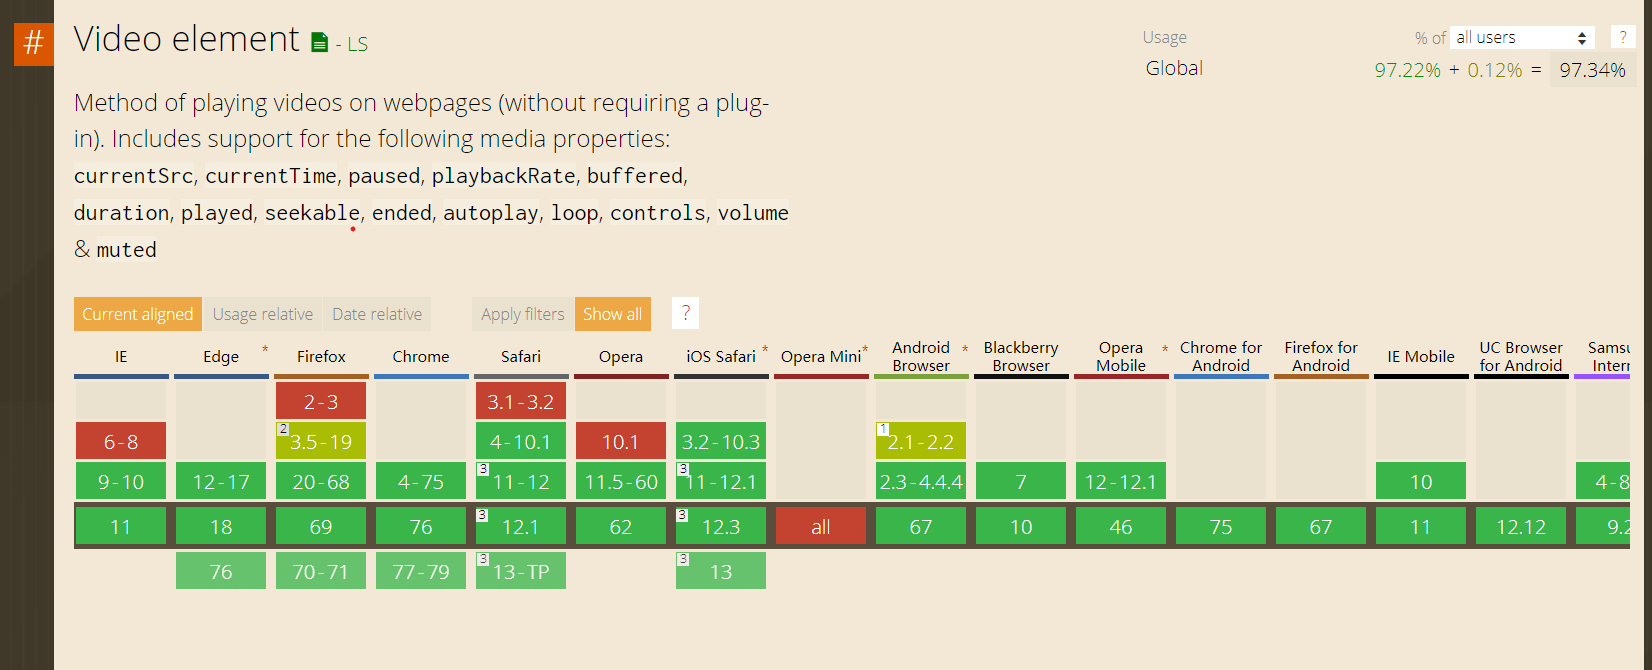 #
Video element - LS
Usage % of all users ?
Global 97.22% + 0.12% = 97.34%
Method of playing videos on webpages (without requiring a plug-
in). Includes support for the following media properties:
currentSrc, currentTime, paused, playbackRate, buffered,
duration, played, seekable, ended, autoplay, loop, controls, volume
& muted
Current aligned Usage relative Date relative Apply filters Show all ?
IE Edge * Firefox Chrome Safari Opera iOS Safari * Opera Mini * Android Browser * Blackberry Browser Opera Mobile * Chrome for Android Firefox for Android IE Mobile UC Browser for Android Samsu Intern
2-3 3.1-3.2
6-8 2 3.5-19 4-10.1 10.1 3.2-10.3 1 2.1-2.2
9-10 12-17 20-68 4-75 3 11-12 11.5-60 3 11-12.1 2.3-4.4.4 7 12-12.1 10 4-8
11 18 69 76 3 12.1 62 3 12.3 all 67 10 46 75 67 11 12.12 9.2
76 70-71 77-79 3 13-TP 3 13